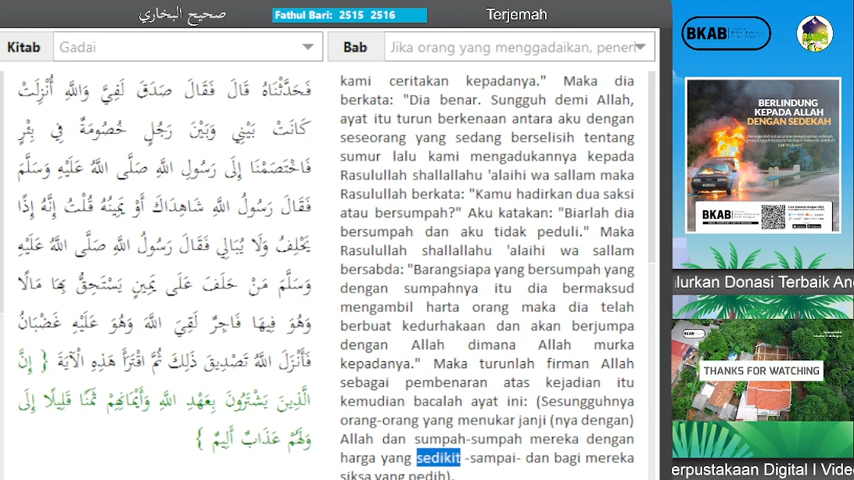 صحيح البخاري
Fathul Bari: 2515 2516
Terjemah
Kitab
Gadai
Bab
Jika orang yang menggadaikan, peneri
فَحَدَّثْنَاهُ قَالَ فَقَالَ صَدَقَ لَفِيَّ وَاللَّهِ أُنْزِلَتْ
كَانَتْ بَيْنِي وَبَيْنَ رَجُلٍ خُصُومَةٌ فِي بِئْرٍ
فَاخْتَصَمْنَا إِلَى رَسُولِ اللَّهِ صَلَّى اللَّهُ عَلَيْهِ وَسَلَّمَ
فَقَالَ رَسُولُ اللَّهِ شَاهِدَاكَ أَوْ يَمِينُهُ قُلْتُ إِنَّهُ إِذًا
يَحْلِفُ وَلَا يُبَالِي فَقَالَ رَسُولُ اللَّهِ صَلَّى اللَّهُ عَلَيْهِ
وَسَلَّمَ مَنْ حَلَفَ عَلَى يَمِينٍ يَسْتَحِقُّ بِهَا مَالًا
وَهُوَ فِيهَا فَاجِرٌ لَقِيَ اللَّهَ وَهُوَ عَلَيْهِ غَضْبَانُ
فَأَنْزَلَ اللَّهُ تَصْدِيقَ ذَلِكَ ثُمَّ اقْتَرَأَ هَذِهِ الْآيَةَ { إِنَّ
الَّذِينَ يَشْتَرُونَ بِعَهْدِ اللَّهِ وَأَيْمَانِهِمْ ثَمَنًا قَلِيلًا إِلَى
وَلَهُمْ عَذَابٌ أَلِيمٌ }
kami ceritakan kepadanya." Maka dia
berkata: "Dia benar. Sungguh demi Allah,
ayat itu turun berkenaan antara aku dengan
seseorang yang sedang berselisih tentang
sumur lalu kami mengadukannya kepada
Rasulullah shallallahu 'alaihi wa sallam maka
Rasulullah berkata: "Kamu hadirkan dua saksi
atau bersumpah?" Aku katakan: "Biarlah dia
bersumpah dan aku tidak peduli." Maka
Rasulullah shallallahu 'alaihi wa sallam
bersabda: "Barangsiapa yang bersumpah yang
dengan sumpahnya itu dia bermaksud
mengambil harta orang maka dia telah
berbuat kedurhakaan dan akan berjumpa
dengan Allah dimana Allah murka
kepadanya." Maka turunlah firman Allah
sebagai pembenaran atas kejadian itu
kemudian bacalah ayat ini: (Sesungguhnya
orang-orang yang menukar janji (nya dengan)
Allah dan sumpah-sumpah mereka dengan
harga yang sedikit -sampai- dan bagi mereka
siksa yang pedih).
BKAB
BERLINDUNG
KEPADA ALLAH
DENGAN SEDEKAH
BKAB
alurkan Donasi Terbaik An
THANKS FOR WATCHING
erpustakaan Digital I Video